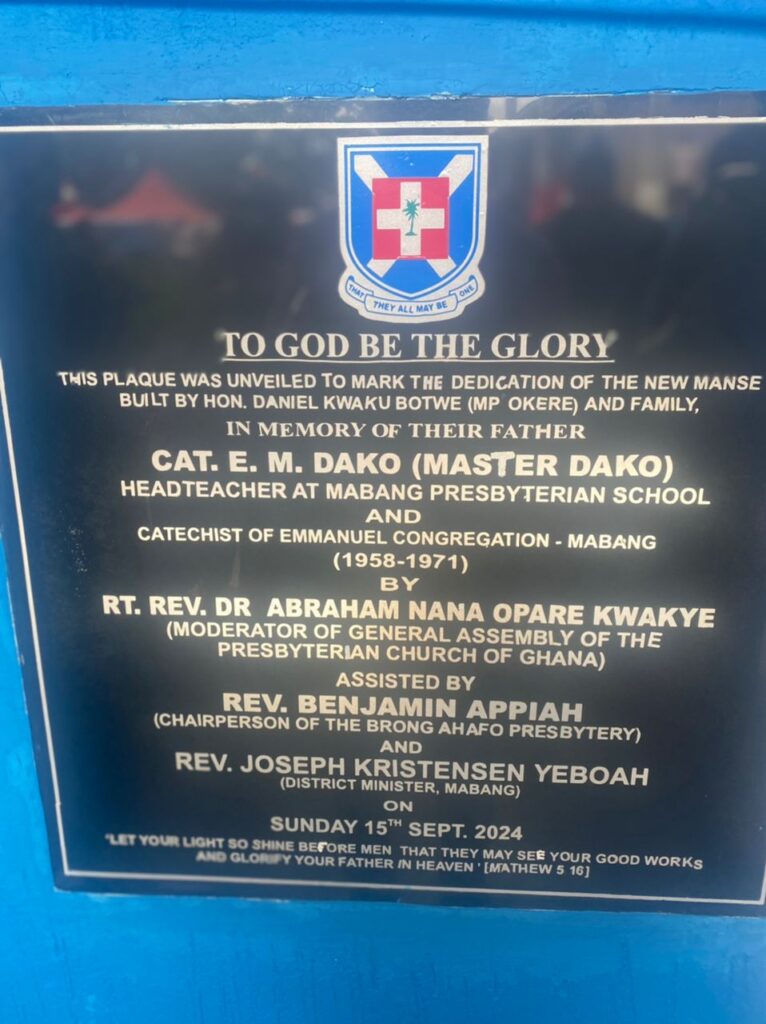 THAT THEY ALL MAY BE ONE
TO GOD BE THE GLORY
THIS PLAQUE WAS UNVEILED TO MARK THE DEDICATION OF THE NEW MANSE
BUILT BY HON. DANIEL KWAKU BOTWE (MP OKERE) AND FAMILY,
IN MEMORY OF THEIR FATHER
CAT. E. M. DAKO (MASTER DAKO)
HEADTEACHER AT MABANG PRESBYTERIAN SCHOOL
AND
CATECHIST OF EMMANUEL CONGREGATION - MABANG
(1958-1971)
BY
RT. REV. DR ABRAHAM NANA OPARE KWAKYE
(MODERATOR OF GENERAL ASSEMBLY OF THE
PRESBYTERIAN CHURCH OF GHANA)
ASSISTED BY
REV. BENJAMIN APPIAH
(CHAIRPERSON OF THE BRONG AHAFO PRESBYTERY)
AND
REV. JOSEPH KRISTENSEN YEBOAH
(DISTRICT MINISTER, MABANG)
ON
SUNDAY 15TH SEPT. 2024
'LET YOUR LIGHT SO SHINE BEFORE MEN THAT THEY MAY SEE YOUR GOOD WORKS
AND GLORIFY YOUR FATHER IN HEAVEN ' [MATHEW 5 16]